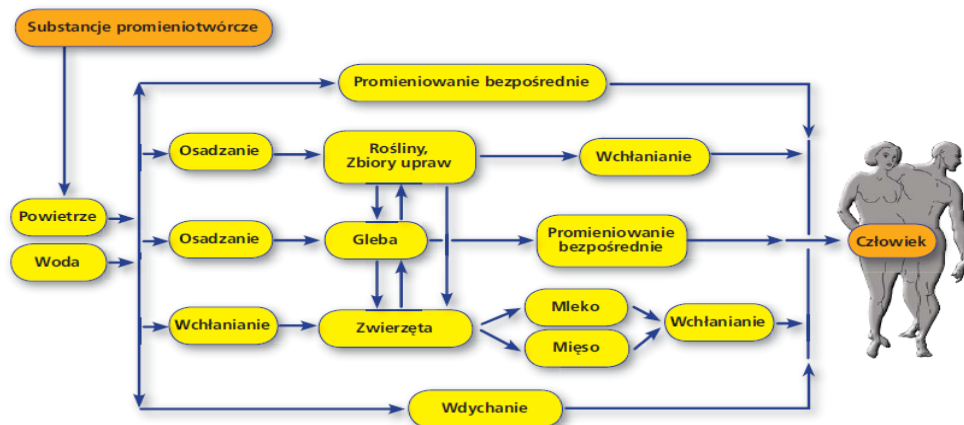 Substancje promieniotwórcze
Promieniowanie bezpośrednie
Osadzanie
Rośliny,
Zbiory upraw
Wchłanianie
Powietrze
Osadzanie
Gleba
Promieniowanie
bezpośrednie
Człowiek
Woda
Wchłanianie
Zwierzęta
Mleko
Mięso
Wchłanianie
Wdychanie